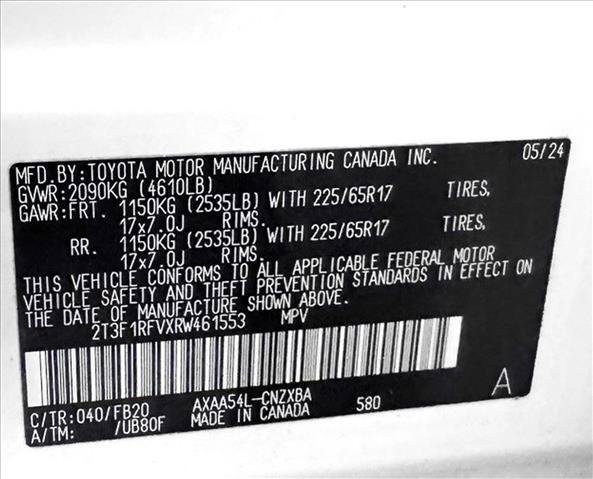 MFD.BY:TOYOTA MOTOR MANUFACTURING CANADA INC. 05/24
GVWR:2090KG (4610LB)
GAWR:FRT. 1150KG (2535LB) WITH 225/65R17 TIRES,
17x7.0J RIMS.
RR. 1150KG (2535LB) WITH 225/65R17 TIRES,
17x7.0J RIMS.
THIS VEHICLE CONFORMS TO ALL APPLICABLE FEDERAL MOTOR
VEHICLE SAFETY AND THEFT PREVENTION STANDARDS IN EFFECT ON
THE DATE OF MANUFACTURE SHOWN ABOVE.
2T3F1RFVXRW461553 MPV
A
C/TR:040/FB20 AXAA54L-CNZXBA 580
A/TM: /UB80F MADE IN CANADA